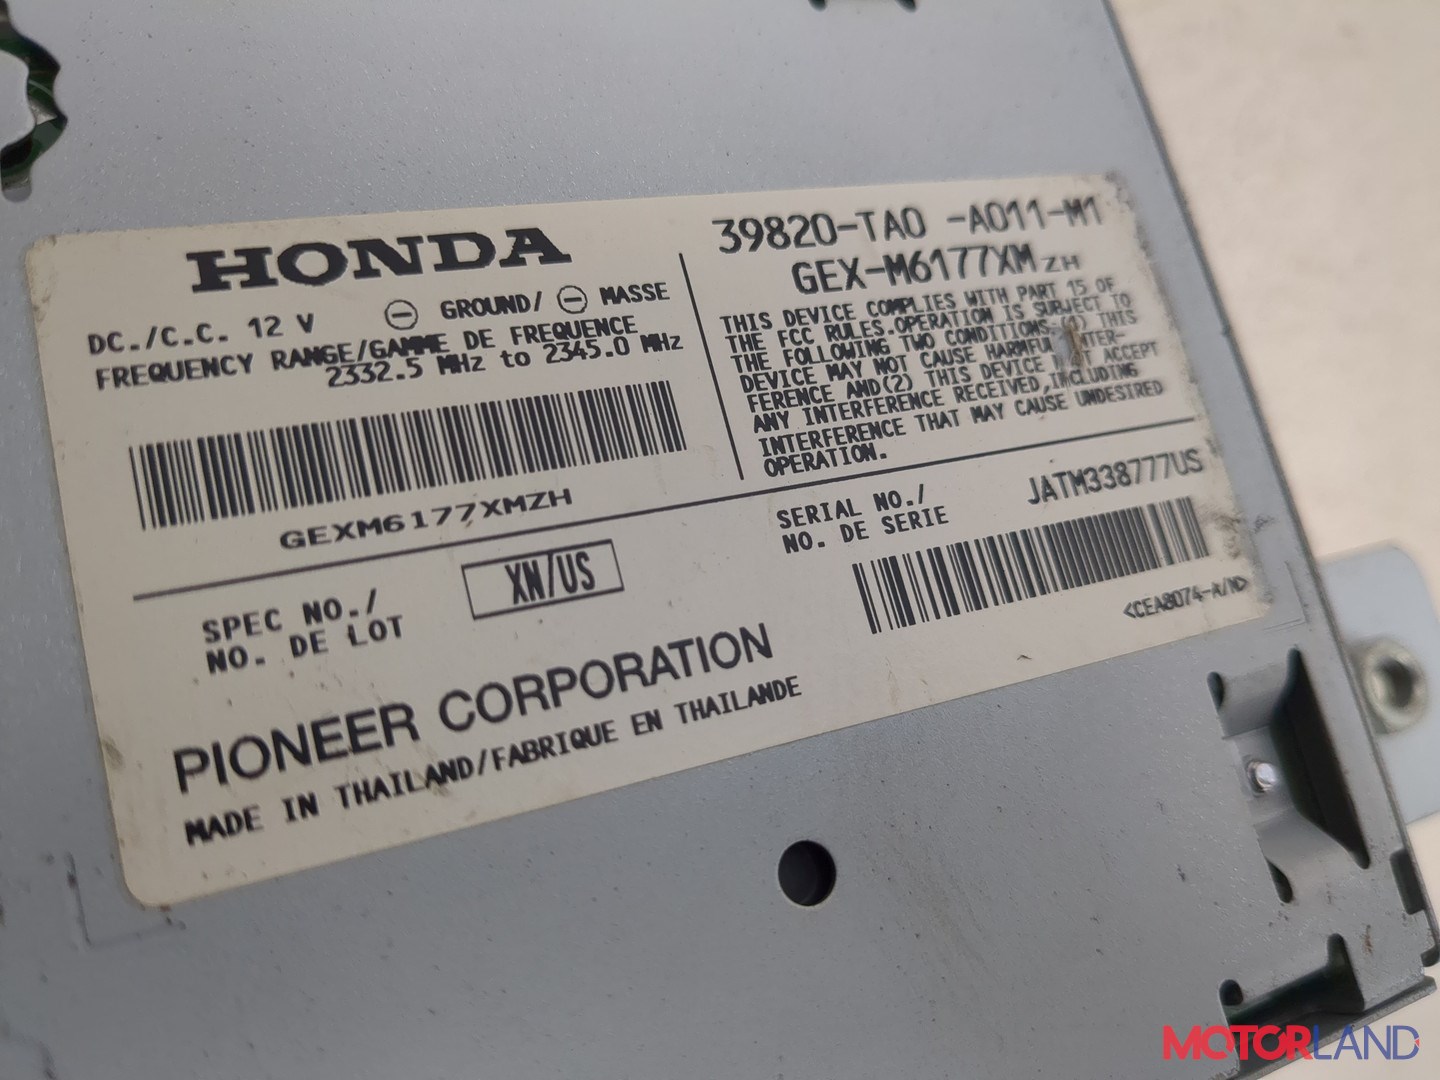 HONDA
DC./C.C. 12 V ⊖ GROUND/ ⊖ MASSE
FREQUENCY RANGE/GAMME DE FREQUENCE
2332.5 MHz to 2345.0 MHz
GEXM6177XMZH
39820-TA0 -A011-M1
GEX-M6177XM ZH
THIS DEVICE COMPLIES WITH PART 15 OF
THE FCC RULES.OPERATION IS SUBJECT TO
THE FOLLOWING TWO CONDITIONS.(1) THIS
DEVICE MAY NOT CAUSE HARMFUL INTER-
FERENCE AND(2) THIS DEVICE MUST ACCEPT
ANY INTERFERENCE RECEIVED,INCLUDING
INTERFERENCE THAT MAY CAUSE UNDESIRED
OPERATION.
SPEC NO./
NO. DE LOT
XN/US
SERIAL NO./
NO. DE SERIE
JATM338777US
<CEA8074-A/N>
PIONEER CORPORATION
MADE IN THAILAND/FABRIQUE EN THAILANDE
MOTORLAND